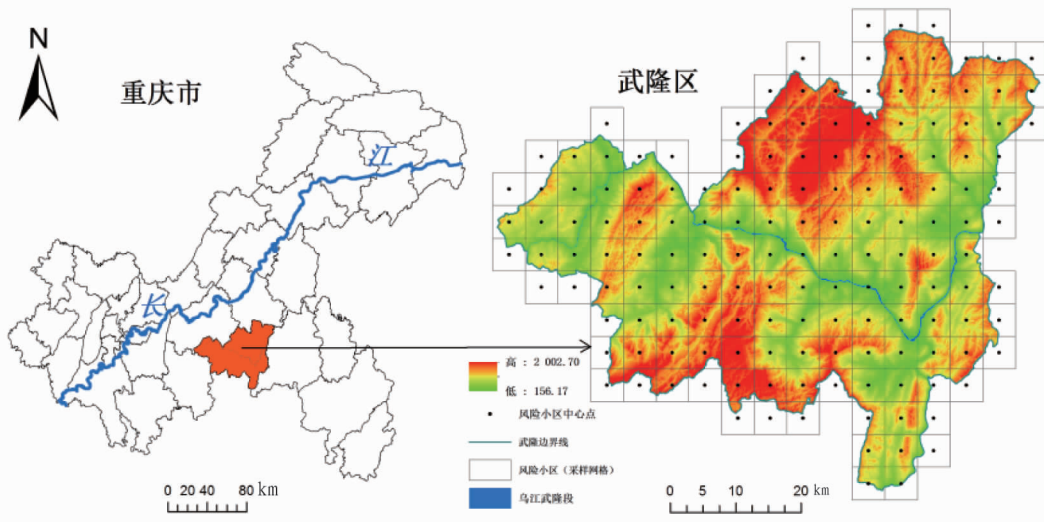 N
重庆市
武隆区
江
长
高 : 2 002.70
低 : 156.17
风险小区中心点
武隆边界线
风险小区（采样网格）
乌江武隆段
0 20 40 80 km
0 5 10 20 km